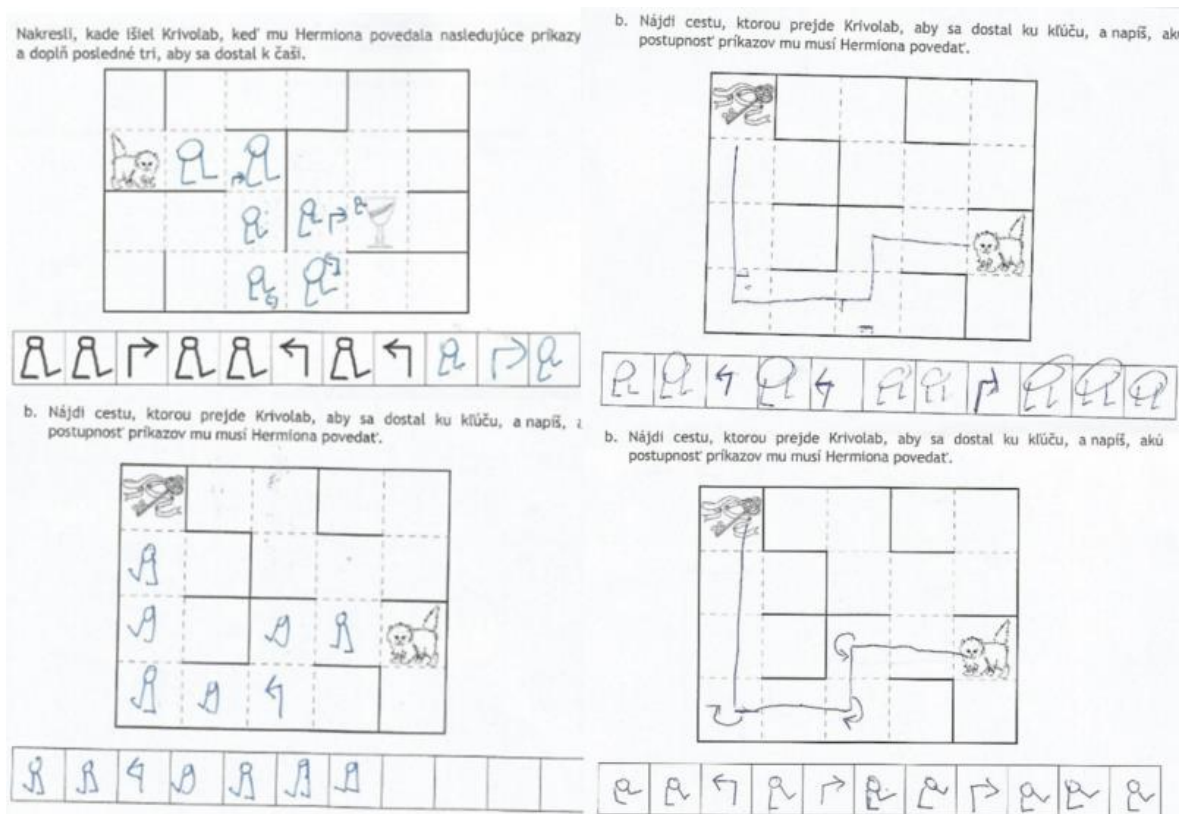 Nakresli, kade išiel Krivolab, keď mu Hermiona povedala nasledujúce príkazy
a doplň posledné tri, aby sa dostal k čaši.
b. Nájdi cestu, ktorou prejde Krivolab, aby sa dostal ku kľúču, a napíš, akú
postupnosť príkazov mu musí Hermiona povedať.
b. Nájdi cestu, ktorou prejde Krivolab, aby sa dostal ku kľúču, a napíš, a
postupnosť príkazov mu musí Hermiona povedať.
b. Nájdi cestu, ktorou prejde Krivolab, aby sa dostal ku kľúču, a napíš, akú
postupnosť príkazov mu musí Hermiona povedať.